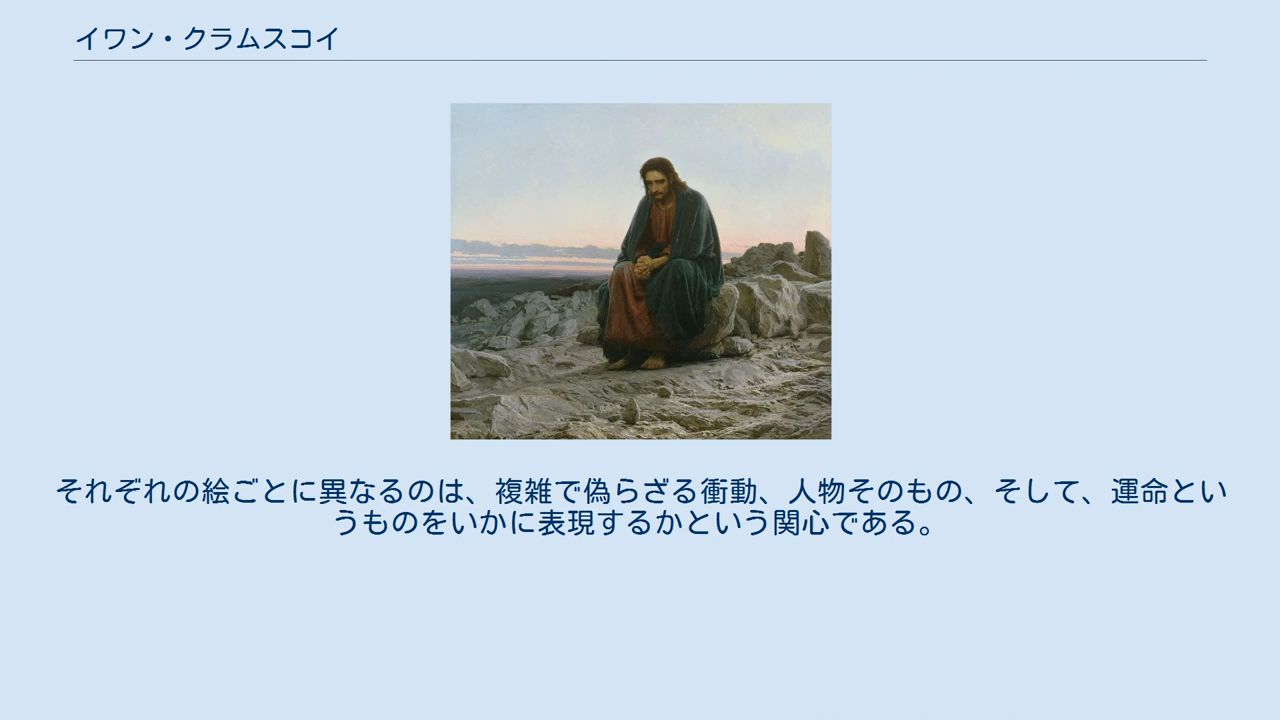 イワン・クラムスコイ
それぞれの絵ごとに異なるのは、複雑で偽らざる衝動、人物そのもの、そして、運命とい
うものをいかに表現するかという関心である。